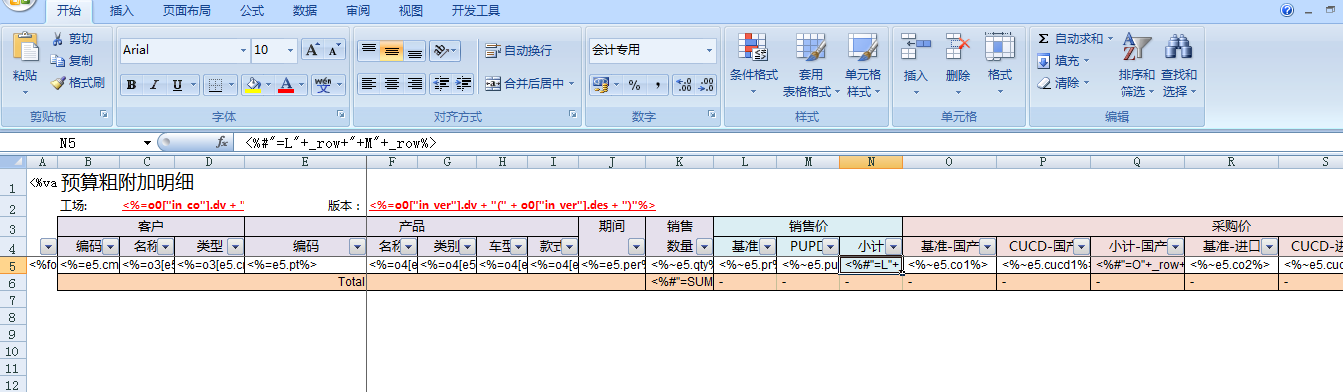 开始 插入 页面布局 公式 数据 审阅 视图 开发工具
剪切 Arial 10 自动换行 会计专用 Σ 自动求和
粘贴 复制 条件格式 套用 表格格式 单元格 样式 插入 删除 格式 填充 排序和 筛选 查找和 选择
格式刷 B I U A wén 变 合并后居中 % , 清除
剪贴板 字体 对齐方式 数字 样式 单元格 编辑
N5 fx <%#"=L"+_row+"+M"+_row%>
A B C D E F G H I J K L M N O P Q R S
1 <%va 预算粗附加明细
2 工场: <%=o0["in_co"].dv + " 版本: <%=o0["in_ver"].dv + "(" + o0["in_ver"].des + ")"%>
3 客户 产品 期间 销售 销售价 采购价
4 编码 名称 类型 编码 名称 类别 车型 款式 数量 基准 PUPD 小计 基准-国产 CUCD-国产 小计-国产 基准-进口 CUCD-进
5 <%fo <%=e5.cm <%=o3[e5 <%=o3[e5.c <%=e5.pt%> <%=o4[e <%=o4[e5 <%=o4[e <%=o4[e <%=e5.per% <%~e5.qty% <%~e5.pr% <%~e5.pu <%#"=L"+ <%~e5.co1%> <%~e5.cucd1%> <%#"=O"+_row+ <%~e5.co2%> <%~e5.cuc
6 Total <%#"=SUM - - - - - - - -
7
8
9
10
11
12